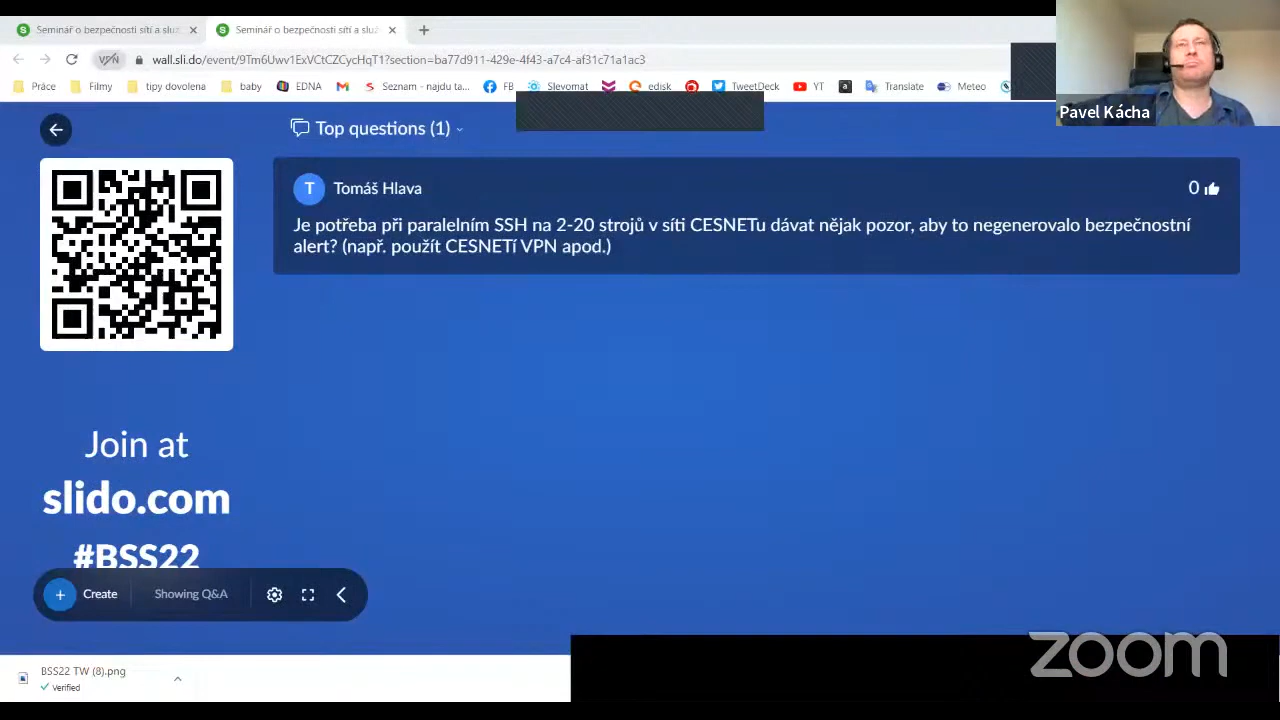 Seminář o bezpečnosti sítí a služ
Seminář o bezpečnosti sítí a služ
VPN
wall.sli.do/event/9Tm6Uwv1ExVCtCZCycHqT1?section=ba77d911-429e-4f43-a7c4-af31c71a1ac3
Práce Filmy tipy dovolena baby EDNA Seznam - najdu ta... FB Slevomat edisk TweetDeck YT Translate Meteo
Pavel Kácha
Top questions (1)
T Tomáš Hlava 0
Je potřeba při paralelním SSH na 2-20 strojů v síti CESNETu dávat nějak pozor, aby to negenerovalo bezpečnostní
alert? (např. použít CESNETí VPN apod.)
Join at
slido.com
#BSS22
Create Showing Q&A
BSS22 TW (8).png
Verified
zoom